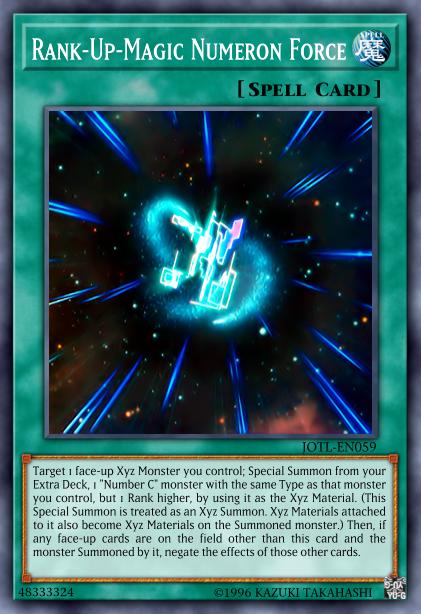 Rank-Up-Magic Numeron Force
SPELL
魔
[ Spell Card ]
JOTL-EN059
Target 1 face-up Xyz Monster you control; Special Summon from your
Extra Deck, 1 "Number C" monster with the same Type as that monster
you control, but 1 Rank higher, by using it as the Xyz Material. (This
Special Summon is treated as an Xyz Summon. Xyz Materials attached
to it also become Xyz Materials on the Summoned monster.) Then, if
any face-up cards are on the field other than this card and the
monster Summoned by it, negate the effects of those other cards.
48333324
©1996 KAZUKI TAKAHASHI